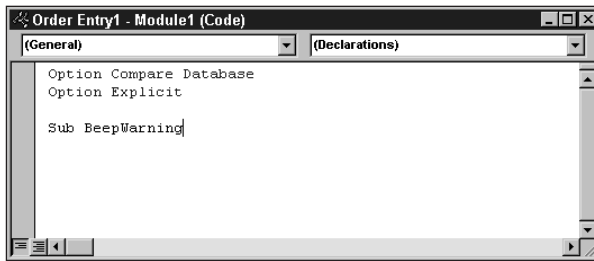 Order Entry1 - Module1 (Code)
(General) (Declarations)
Option Compare Database
Option Explicit
Sub BeepWarning